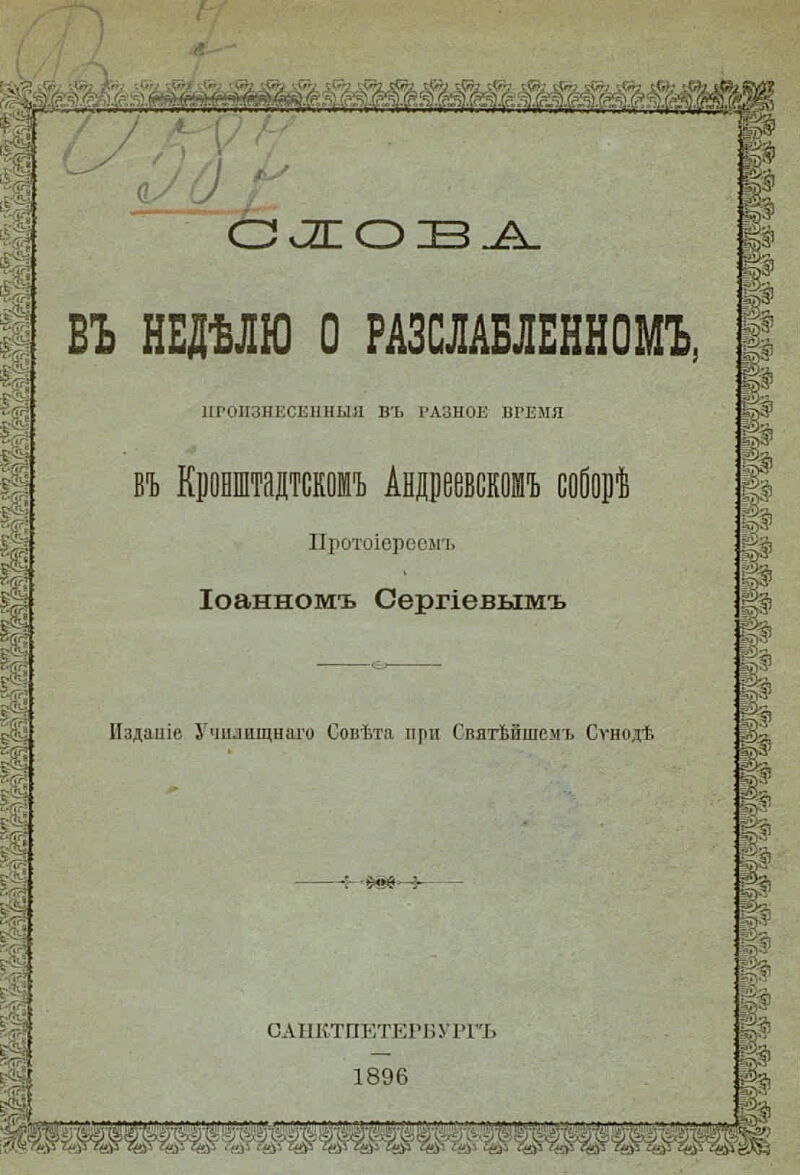 СЛОВА
ВЪ НЕДѢЛЮ О РАЗСЛАБЛЕННОМЪ,
ПРОИЗНЕСЕННЫЯ ВЪ РАЗНОЕ ВРЕМЯ
въ Кронштадтскомъ Андреевскомъ соборѣ
Протоіереемъ
Іоанномъ Сергіевымъ
Изданіе Училищнаго Совѣта при Святѣйшемъ Сѵнодѣ
САНКТПЕТЕРБУРГЪ
1896